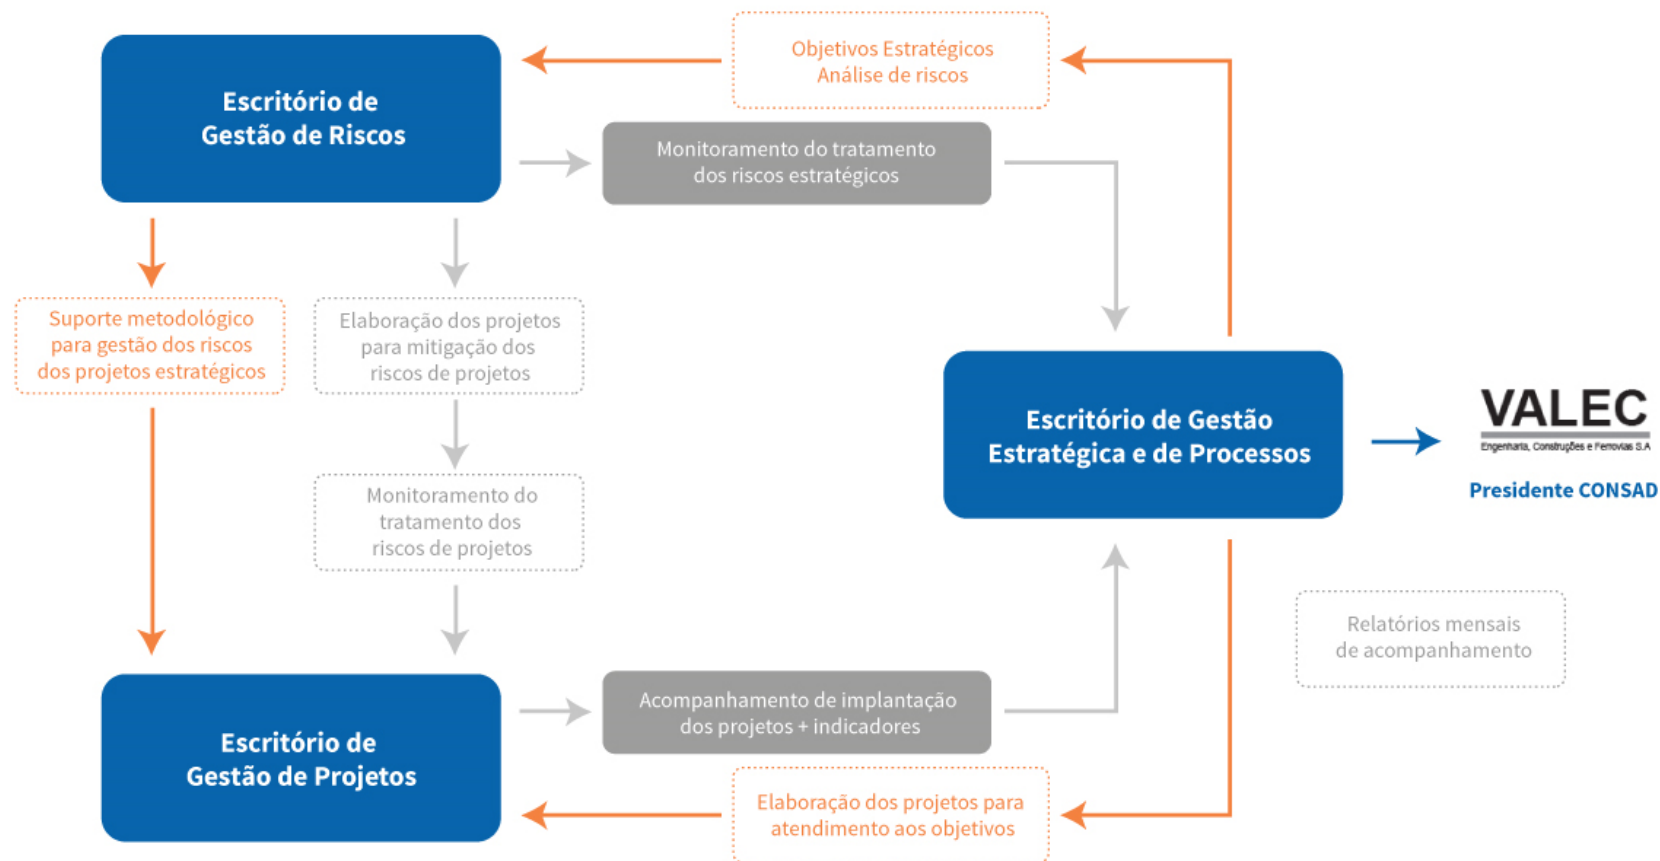 Objetivos Estratégicos
Análise de riscos
Escritório de
Gestão de Riscos
Monitoramento do tratamento
dos riscos estratégicos
Suporte metodológico
para gestão dos riscos
dos projetos estratégicos
Elaboração dos projetos
para mitigação dos
riscos de projetos
Escritório de Gestão
Estratégica e de Processos
VALEC
Engenharia, Construções e Ferrovias S.A
Presidente CONSAD
Monitoramento do
tratamento dos
riscos de projetos
Relatórios mensais
de acompanhamento
Escritório de
Gestão de Projetos
Acompanhamento de implantação
dos projetos + indicadores
Elaboração dos projetos para
atendimento aos objetivos